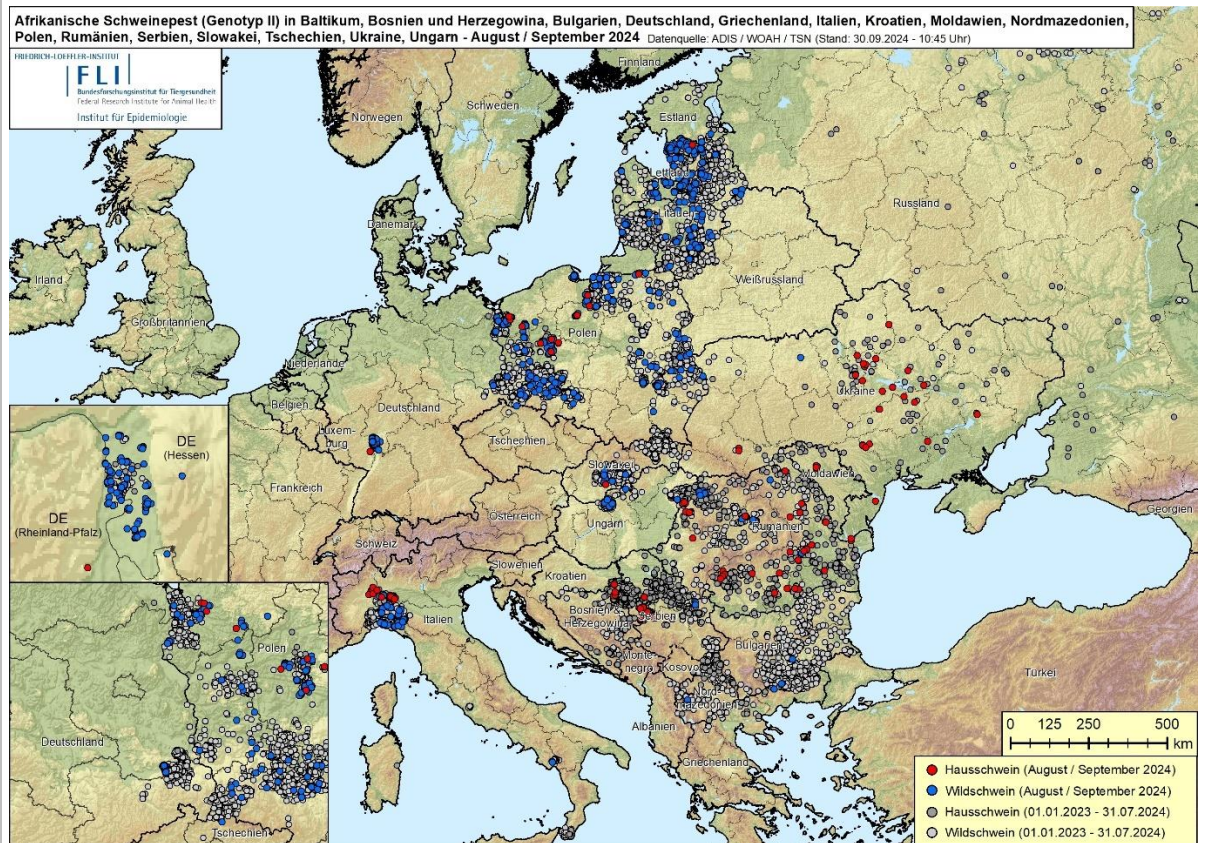 Afrikanische Schweinepest (Genotyp II) in Baltikum, Bosnien und Herzegowina, Bulgarien, Deutschland, Griechenland, Italien, Kroatien, Moldawien, Nordmazedonien,
Polen, Rumänien, Serbien, Slowakei, Tschechien, Ukraine, Ungarn - August / September 2024 Datenquelle: ADIS / WOAH / TSN (Stand: 30.09.2024 - 10:45 Uhr)
FRIEDRICH-LOEFFLER-INSTITUT
FLI
Bundesforschungsinstitut für Tiergesundheit
Federal Research Institute for Animal Health
Institut für Epidemiologie
Finnland
Schweden
Norwegen
Estland
Lettland
Russland
Litauen
Dänemark
Irland
Weißrussland
Großbritannien
Polen
Niederlande
Ukraine
Belgien
Deutschland
Luxem-
burg
Tschechien
Slowakei
Moldawien
Frankreich
Österreich
Ungarn
Rumänien
Georgien
Schweiz
Slowenien
Kroatien
Bosnien &
Herzegowina
Serbien
Italien
Monte-
negro
Kosovo
Bulgarien
Nord-
mazedonien
Türkei
Albanien
Griechenland
DE
(Hessen)
DE
(Rheinland-Pfalz)
Polen
Deutschland
Tschechien
0 125 250 500
km
Hausschwein (August / September 2024)
Wildschwein (August / September 2024)
Hausschwein (01.01.2023 - 31.07.2024)
Wildschwein (01.01.2023 - 31.07.2024)